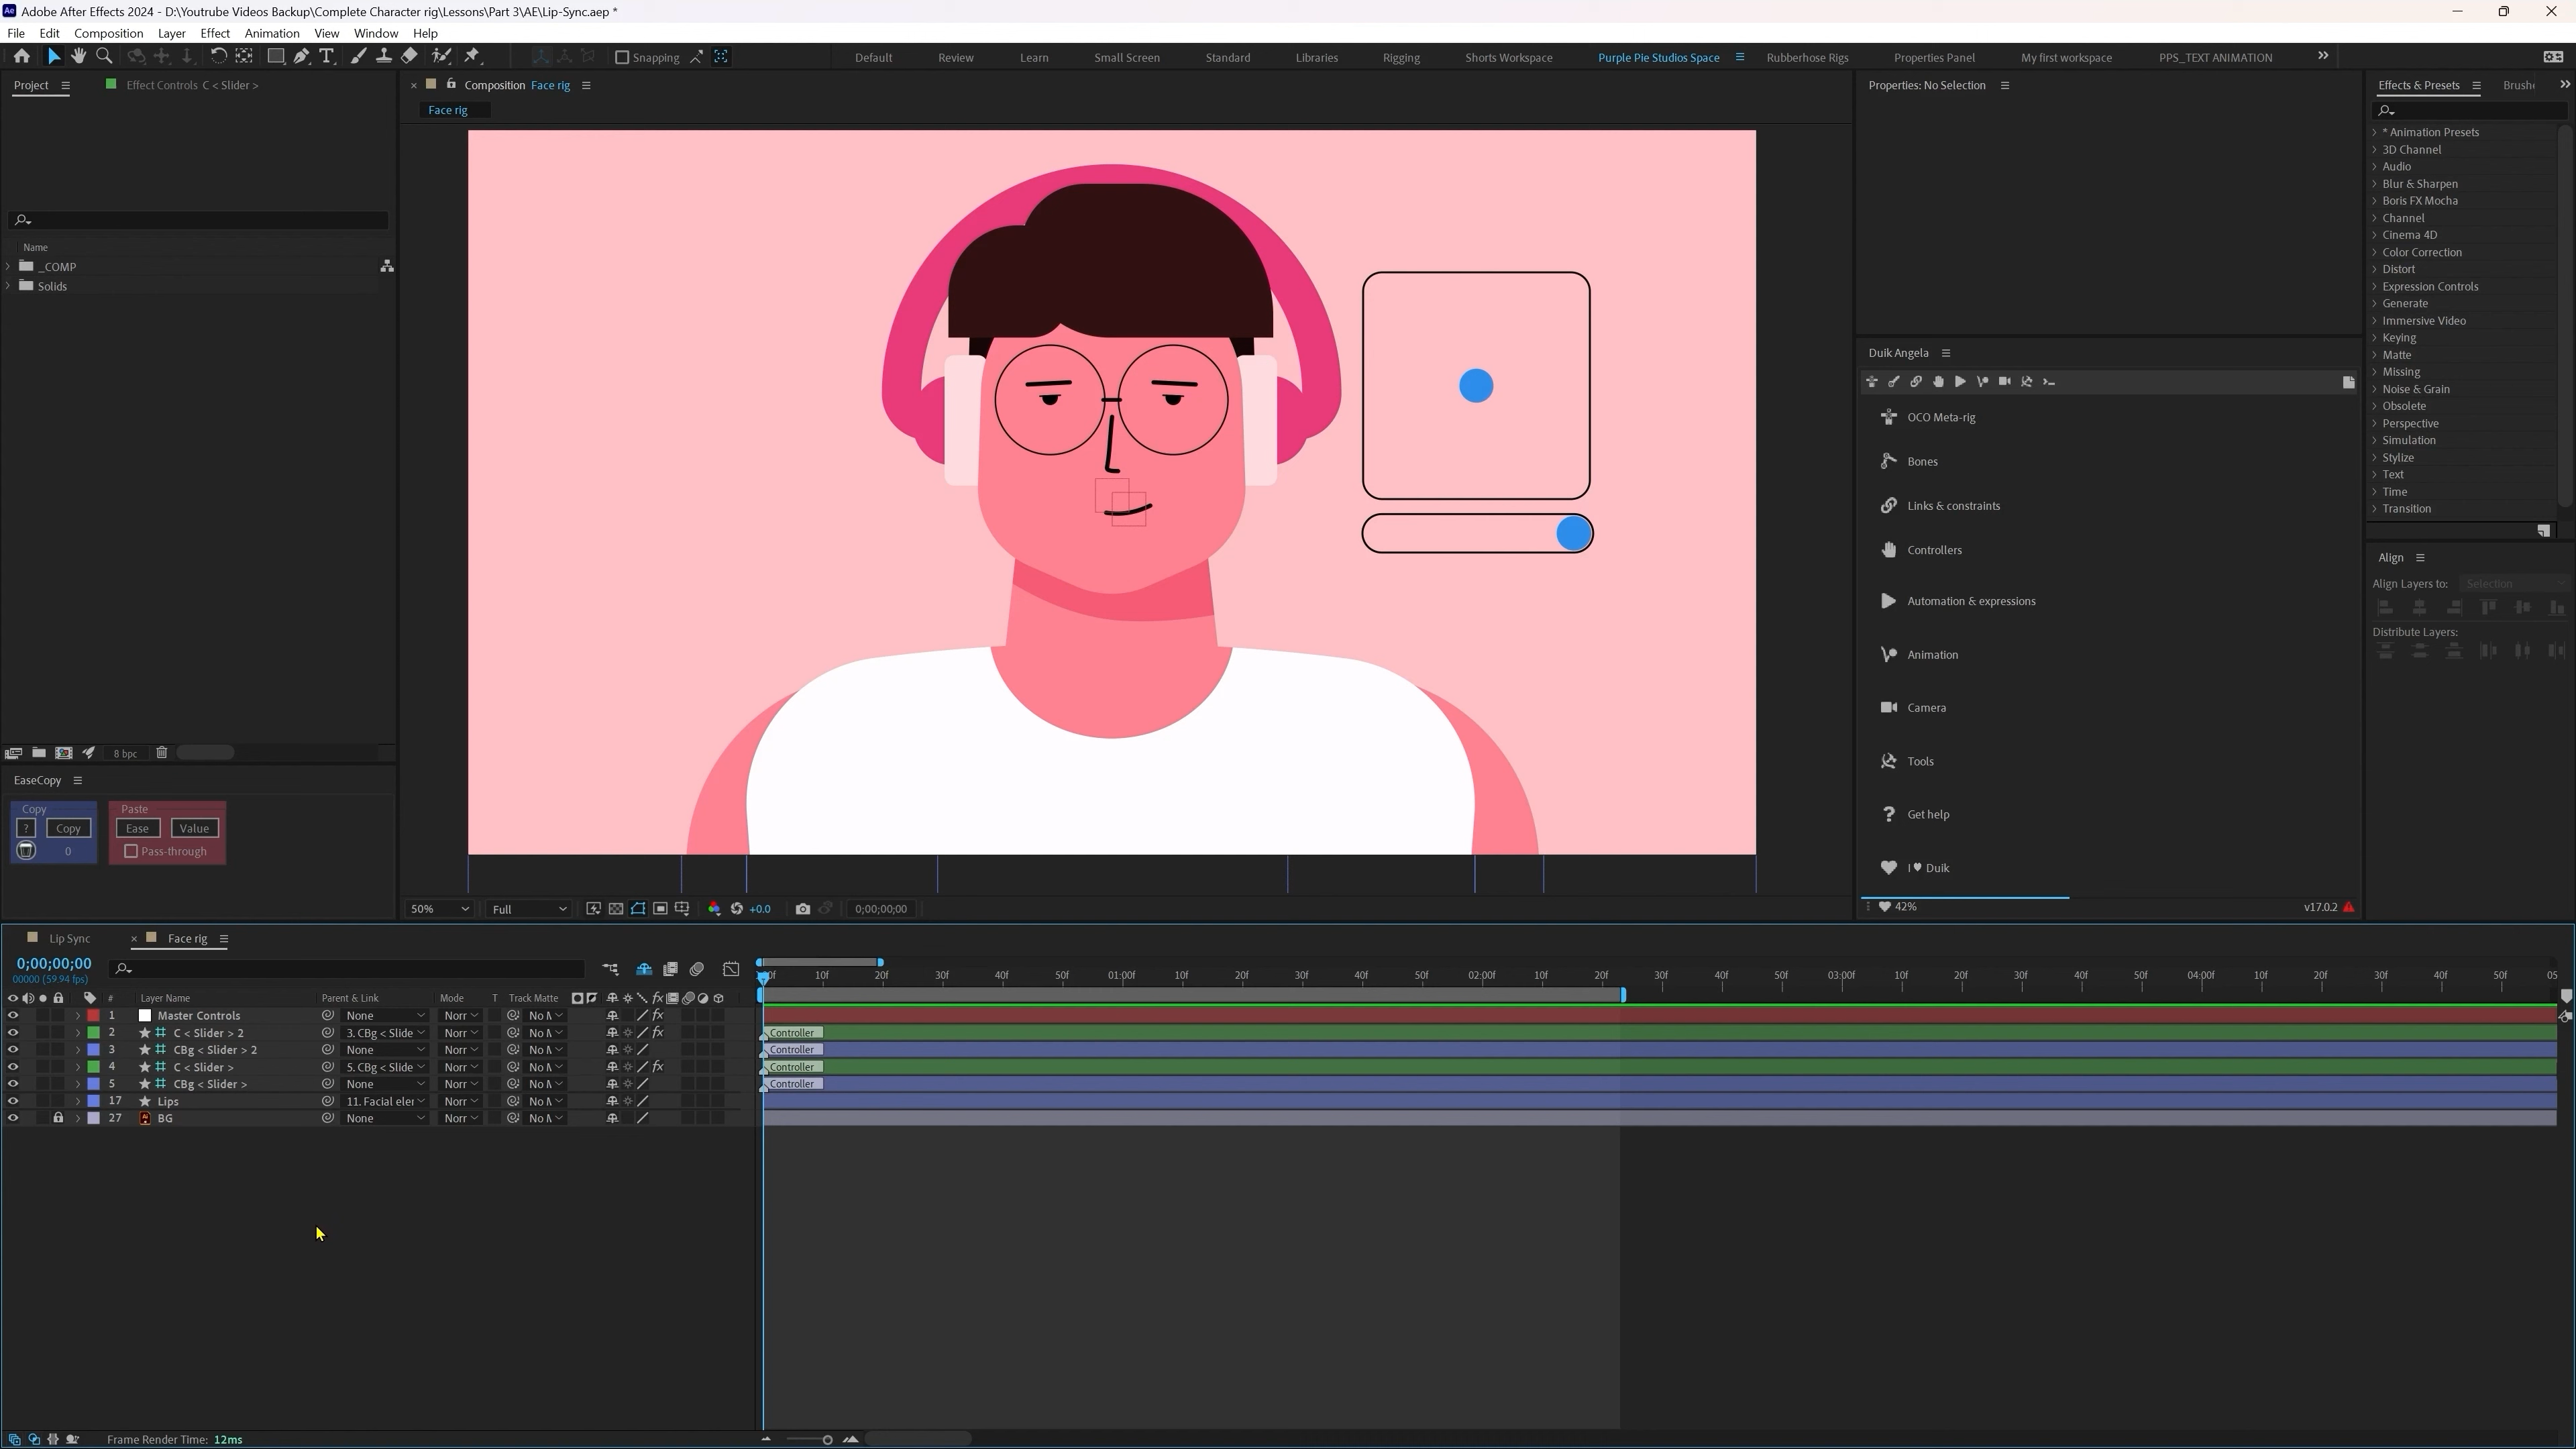 Adobe After Effects 2024 - D:\Youtube Videos Backup\Complete Character rig\Lessons\Part 3\AE\Lip-Sync.aep *
File Edit Composition Layer Effect Animation View Window Help
Snapping Default Review Learn Small Screen Standard Libraries Rigging Shorts Workspace Purple Pie Studios Space Rubberhose Rigs Properties Panel My first workspace PPS_TEXT ANIMATION
Project Effect Controls C < Slider >
Composition Face rig
Face rig
Name
_COMP
Solids
8 bpc
EaseCopy
Copy Paste
? Copy Ease Value
0 Pass-through
50% Full +0.0 0;00;00;00
Properties: No Selection
Duik Angela
OCO Meta-rig
Bones
Links & constraints
Controllers
Automation & expressions
Animation
Camera
Tools
Get help
I ♥ Duik
42% v17.0.2
Effects & Presets
* Animation Presets
3D Channel
Audio
Blur & Sharpen
Boris FX Mocha
Channel
Cinema 4D
Color Correction
Distort
Expression Controls
Generate
Immersive Video
Keying
Matte
Missing
Noise & Grain
Obsolete
Perspective
Simulation
Stylize
Text
Time
Transition
Align
Align Layers to: Selection
Distribute Layers:
Lip Sync Face rig
0;00;00;00
00000 (59.94 fps)
10f 20f 30f 40f 50f 01:00f 10f 20f 30f 40f 50f 02:00f 10f 20f 30f 40f 50f 03:00f 10f 20f 30f 40f 50f 04:00f 10f 20f 30f 40f 50f 05
# Layer Name Parent & Link Mode T Track Matte
1 Master Controls None Norr No M
2 C < Slider > 2 3. CBg < Slide Norr No M Controller
3 CBg < Slider > 2 None Norr No M Controller
4 C < Slider > 5. CBg < Slide Norr No M Controller
5 CBg < Slider > None Norr No M Controller
17 Lips 11. Facial eler Norr No M
27 BG None Norr No M
Frame Render Time: 12ms